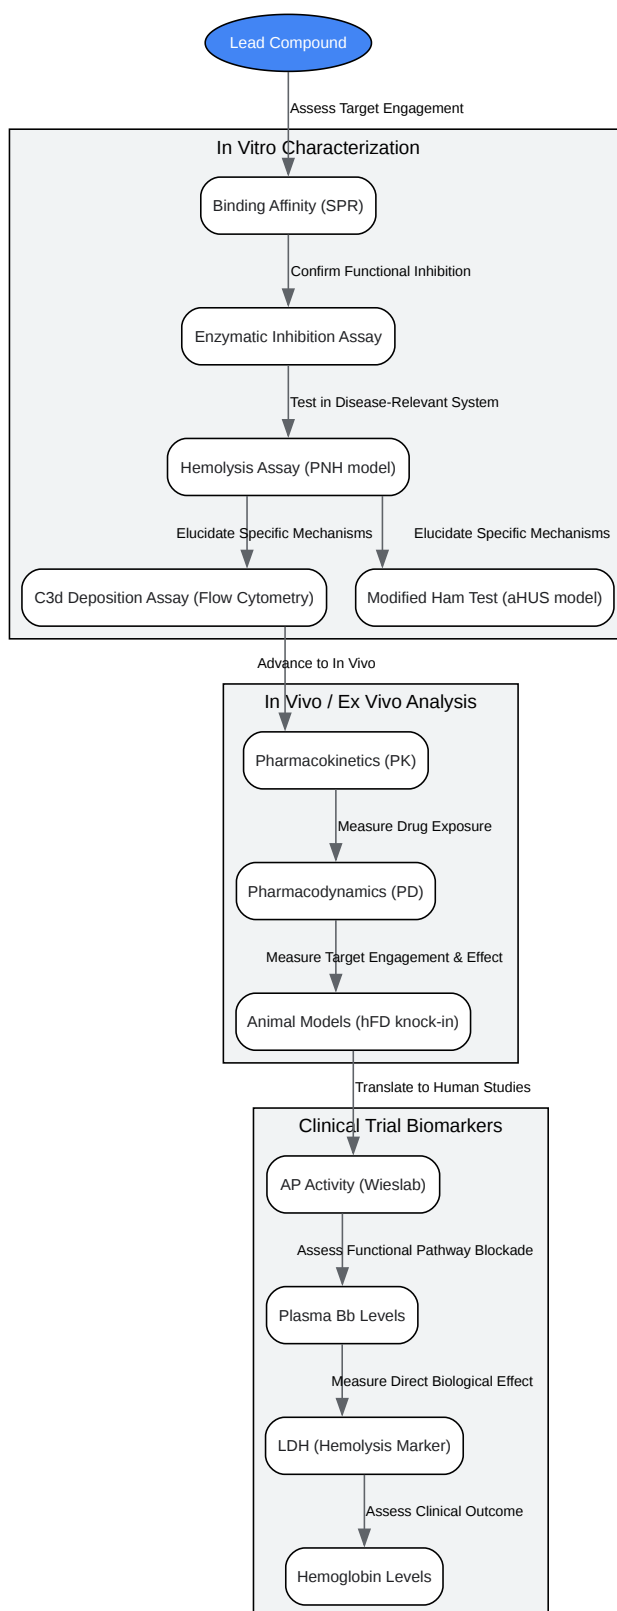 Lead Compound
Assess Target Engagement
In Vitro Characterization
Binding Affinity (SPR)
Confirm Functional Inhibition
Enzymatic Inhibition Assay
Test in Disease-Relevant System
Hemolysis Assay (PNH model)
Elucidate Specific Mechanisms
Elucidate Specific Mechanisms
C3d Deposition Assay (Flow Cytometry)
Modified Ham Test (aHUS model)
Advance to In Vivo
In Vivo / Ex Vivo Analysis
Pharmacokinetics (PK)
Measure Drug Exposure
Pharmacodynamics (PD)
Measure Target Engagement & Effect
Animal Models (hFD knock-in)
Translate to Human Studies
Clinical Trial Biomarkers
AP Activity (Wieslab)
Assess Functional Pathway Blockade
Plasma Bb Levels
Measure Direct Biological Effect
LDH (Hemolysis Marker)
Assess Clinical Outcome
Hemoglobin Levels